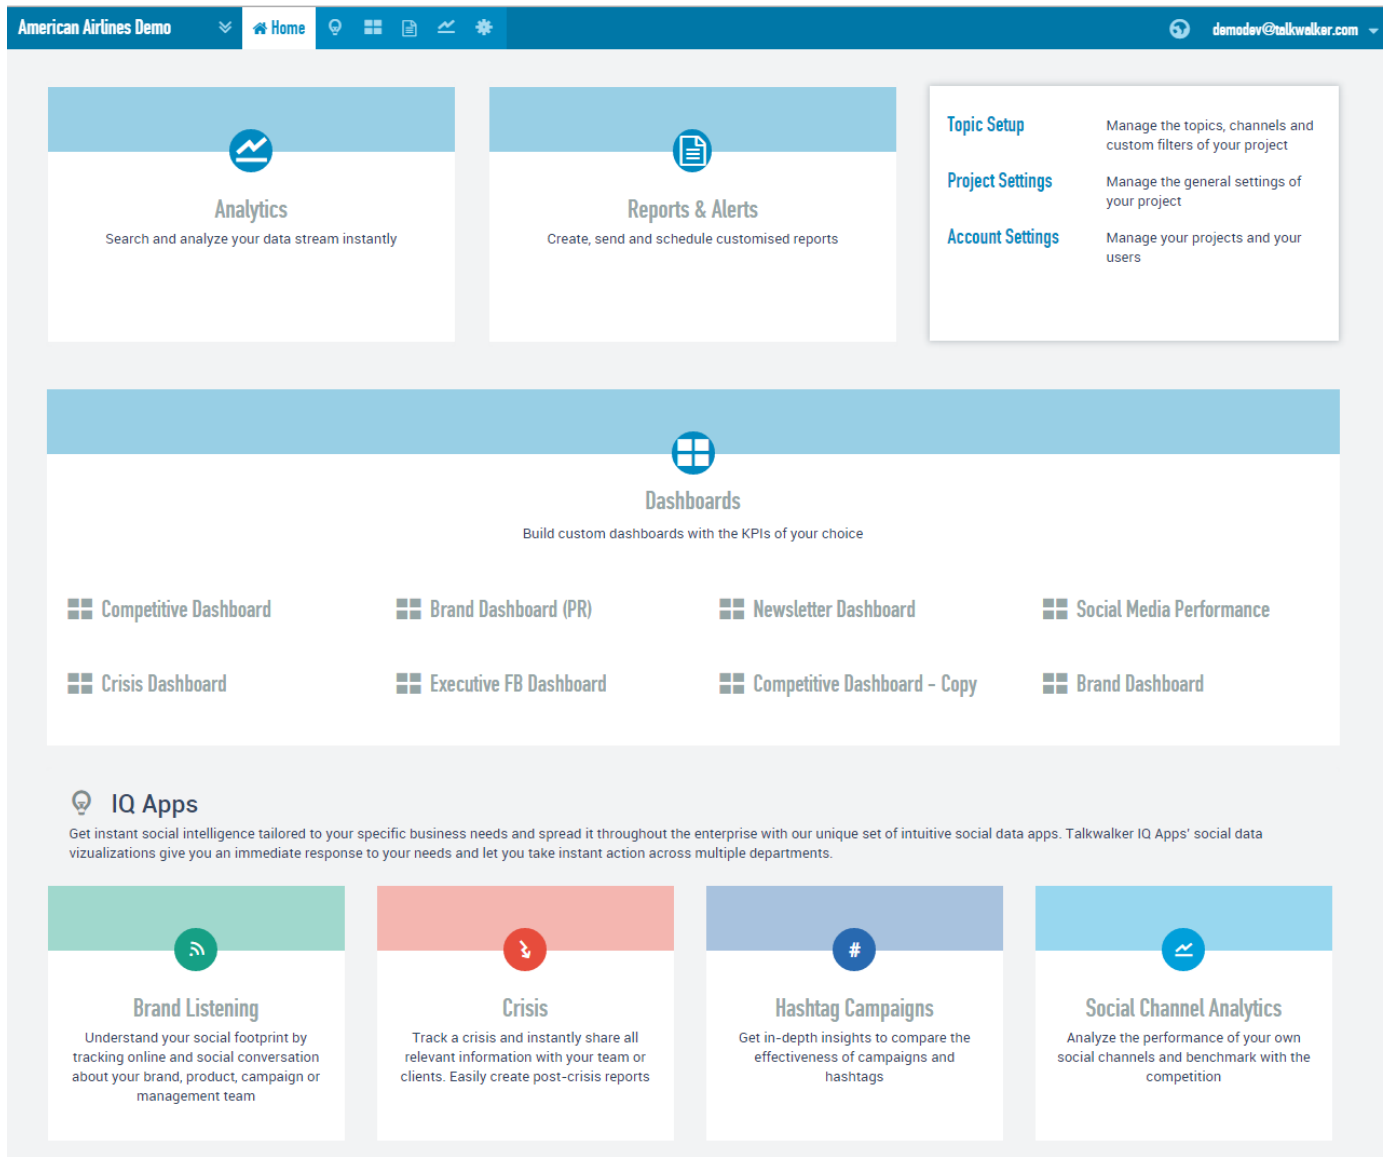 American Airlines Demo
Home
demodev@talkwalker.com
Analytics
Search and analyze your data stream instantly
Reports & Alerts
Create, send and schedule customised reports
Topic Setup
Manage the topics, channels and
custom filters of your project
Project Settings
Manage the general settings of
your project
Account Settings
Manage your projects and your
users
Dashboards
Build custom dashboards with the KPIs of your choice
Competitive Dashboard
Brand Dashboard (PR)
Newsletter Dashboard
Social Media Performance
Crisis Dashboard
Executive FB Dashboard
Competitive Dashboard - Copy
Brand Dashboard
IQ Apps
Get instant social intelligence tailored to your specific business needs and spread it throughout the enterprise with our unique set of intuitive social data apps. Talkwalker IQ Apps' social data
vizualizations give you an immediate response to your needs and let you take instant action across multiple departments.
Brand Listening
Understand your social footprint by
tracking online and social conversation
about your brand, product, campaign or
management team
Crisis
Track a crisis and instantly share all
relevant information with your team or
clients. Easily create post-crisis reports
#
Hashtag Campaigns
Get in-depth insights to compare the
effectiveness of campaigns and
hashtags
Social Channel Analytics
Analyze the performance of your own
social channels and benchmark with the
competition